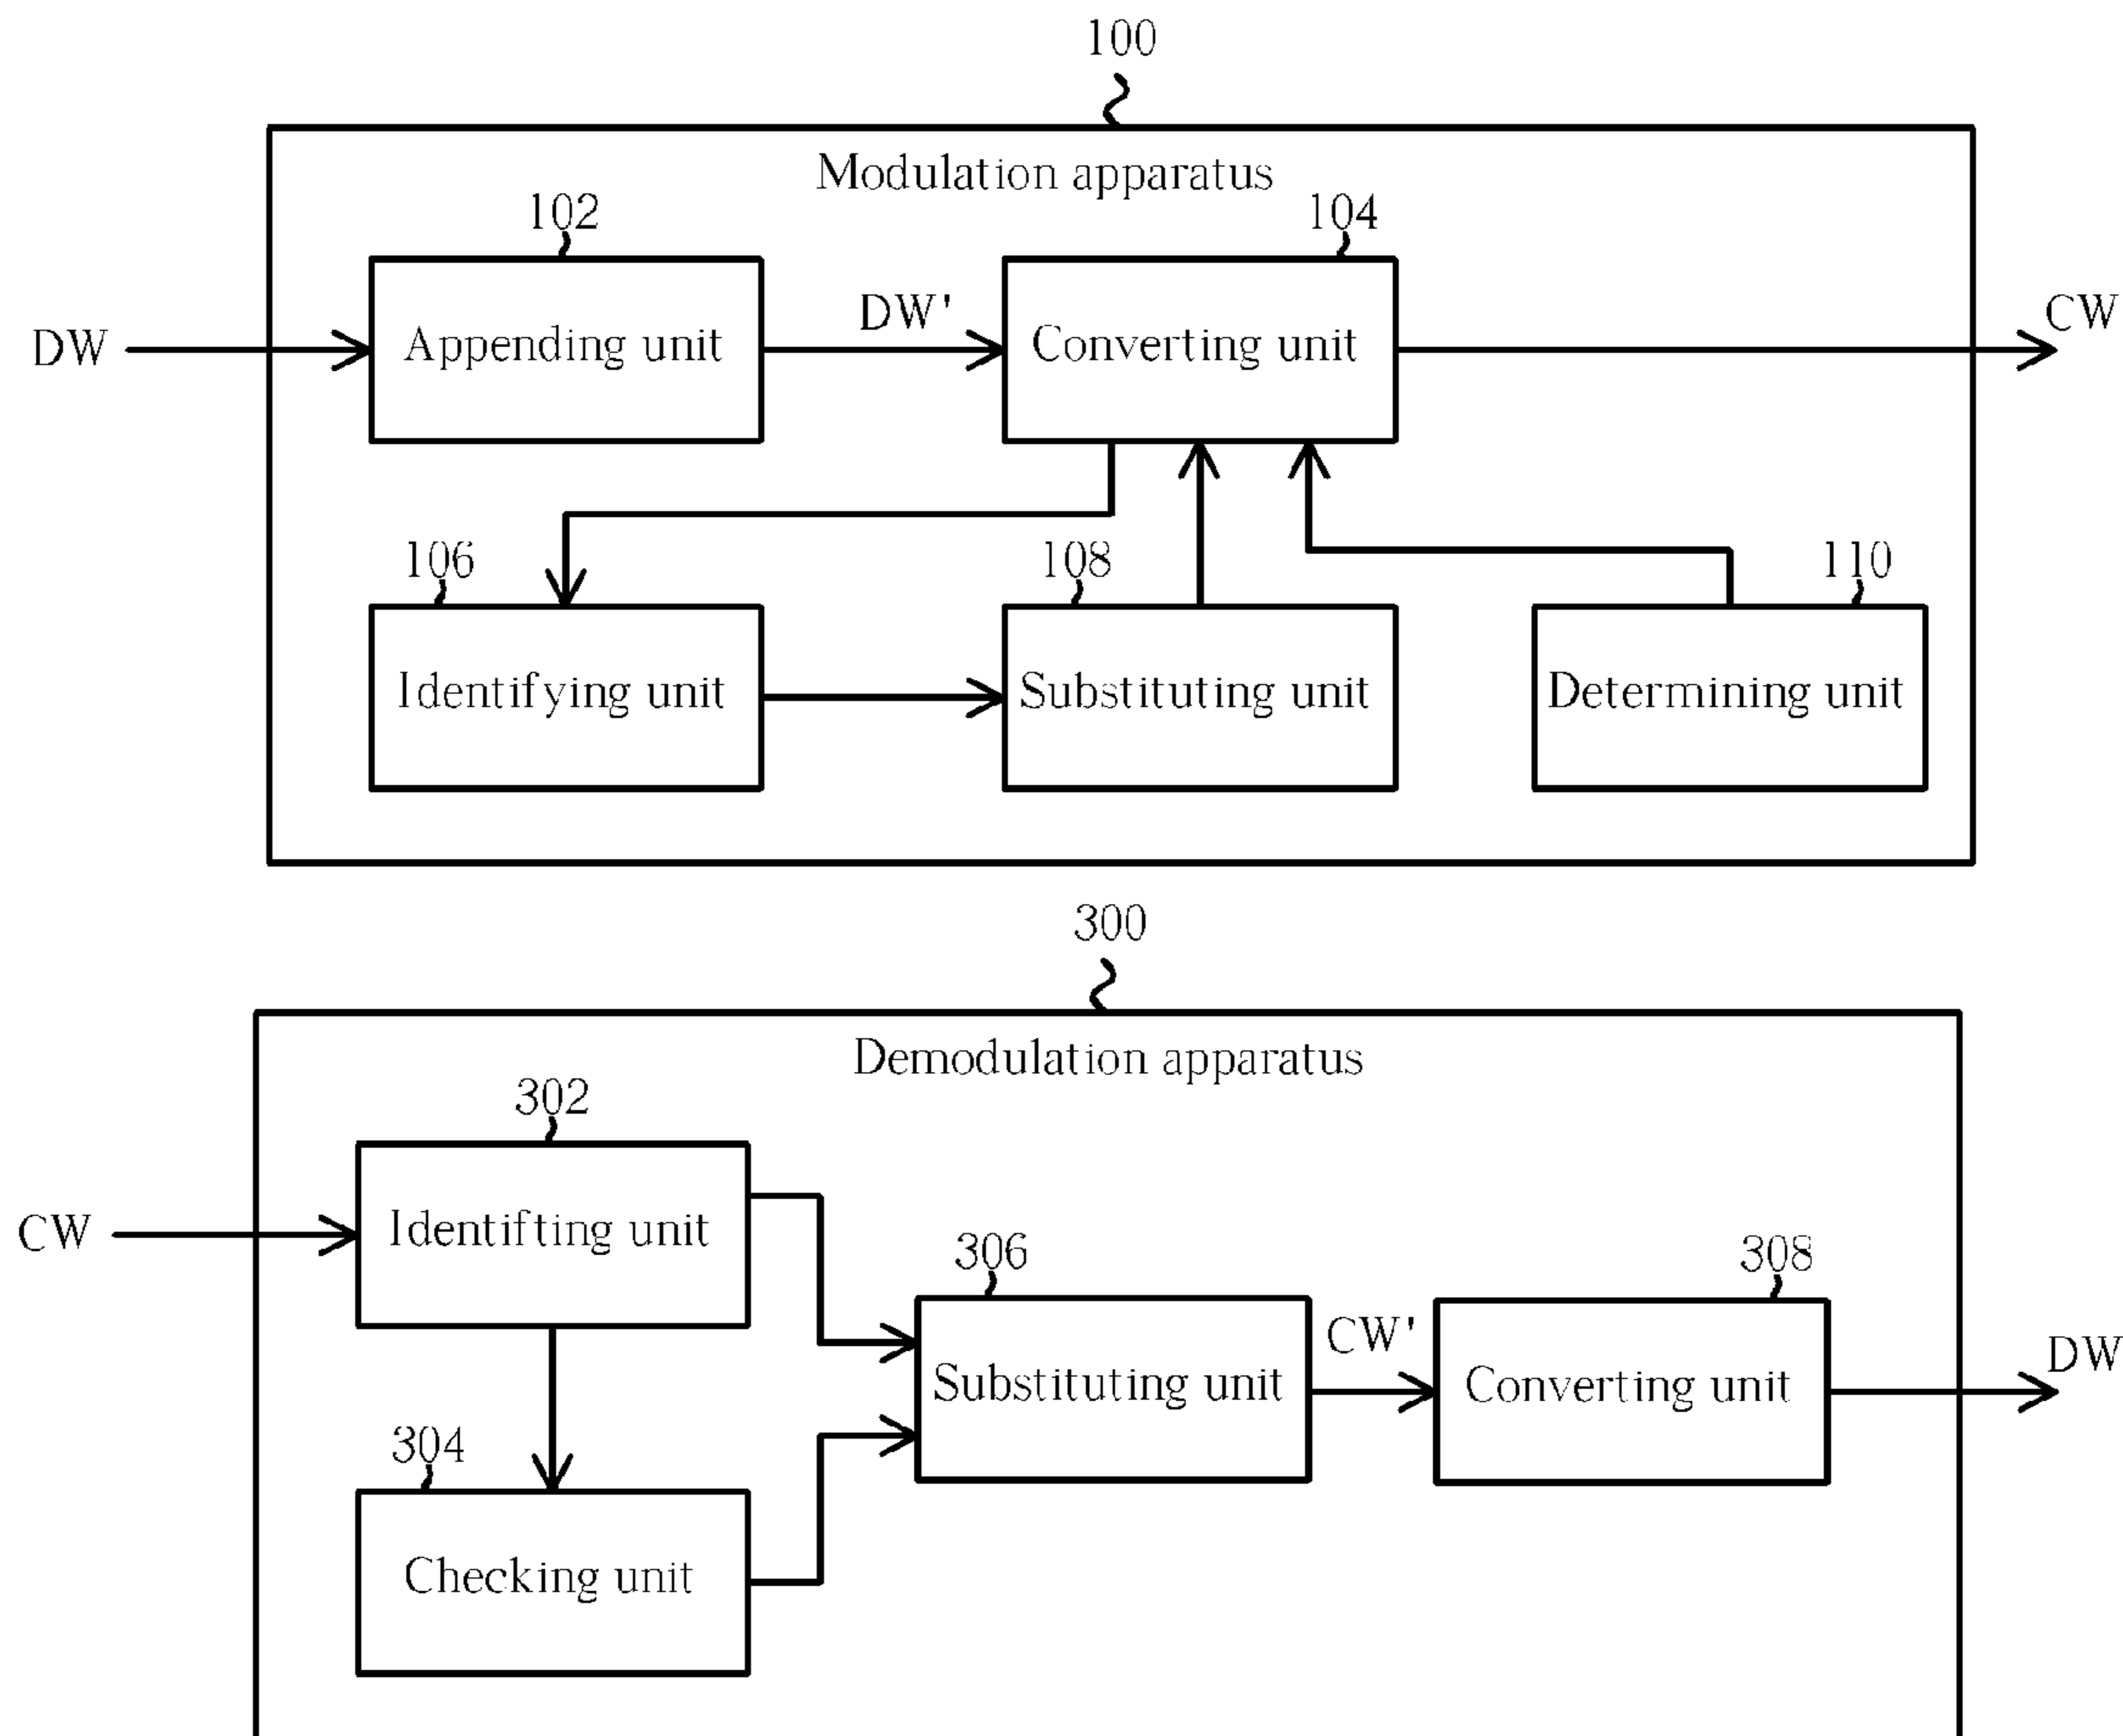 100
Modulation apparatus
102
104
DW
Appending unit
DW'
Converting unit
CW
106
108
110
Identifying unit
Substituting unit
Determining unit
300
Demodulation apparatus
302
CW
Identifting unit
306
308
Substituting unit
CW'
Converting unit
DW
304
Checking unit